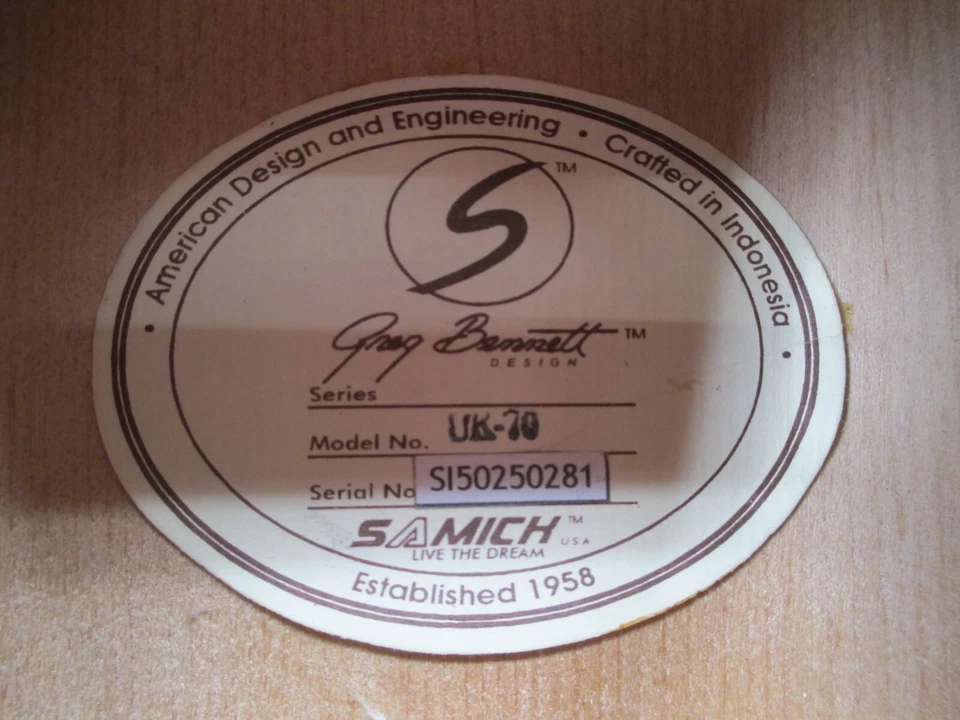 American Design and Engineering • Crafted in Indonesia
S™
Greg Bennett™
DESIGN
Series
Model No. UK-70
Serial No SI50250281
SAMICK™
USA
LIVE THE DREAM
Established 1958